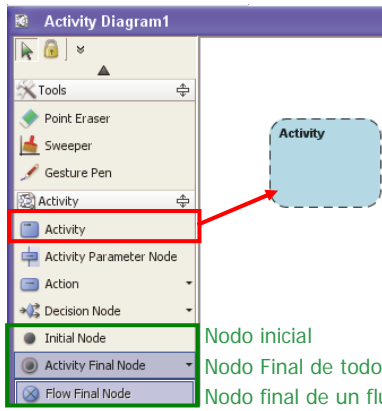 Activity Diagram1
Tools
Point Eraser
Sweeper
Gesture Pen
Activity
Activity
Activity
Activity Parameter Node
Action
Decision Node
Initial Node Nodo inicial
Activity Final Node Nodo Final de todo
Flow Final Node Nodo final de un flu